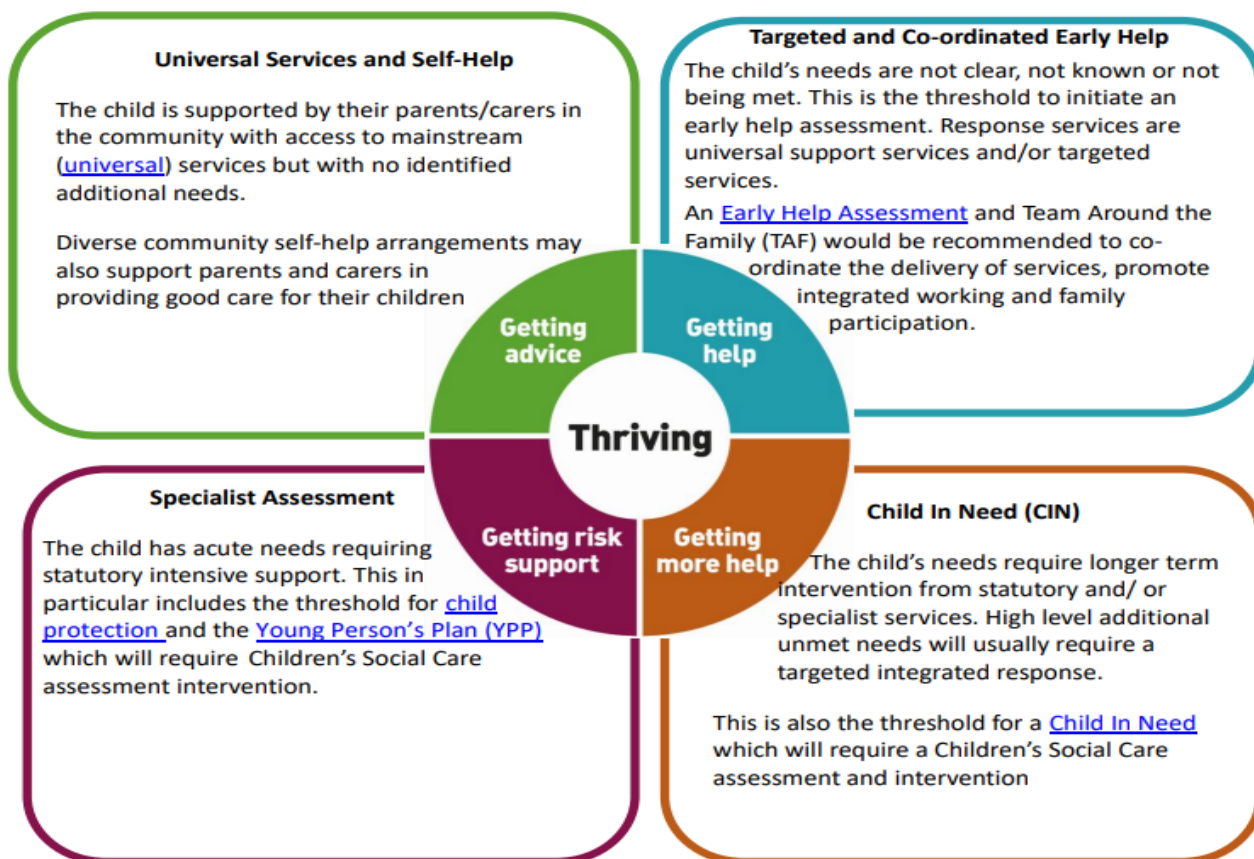 Universal Services and Self-Help
The child is supported by their parents/carers in
the community with access to mainstream
(universal) services but with no identified
additional needs.
Diverse community self-help arrangements may
also support parents and carers in
providing good care for their children
Targeted and Co-ordinated Early Help
The child’s needs are not clear, not known or not
being met. This is the threshold to initiate an
early help assessment. Response services are
universal support services and/or targeted
services.
An Early Help Assessment and Team Around the
Family (TAF) would be recommended to co-
ordinate the delivery of services, promote
integrated working and family
participation.
Getting
advice
Getting
help
Thriving
Getting risk
support
Getting
more help
Specialist Assessment
The child has acute needs requiring
statutory intensive support. This in
particular includes the threshold for child
protection and the Young Person’s Plan (YPP)
which will require Children’s Social Care
assessment intervention.
Child In Need (CIN)
The child’s needs require longer term
intervention from statutory and/ or
specialist services. High level additional
unmet needs will usually require a
targeted integrated response.
This is also the threshold for a Child In Need
which will require a Children’s Social Care
assessment and intervention